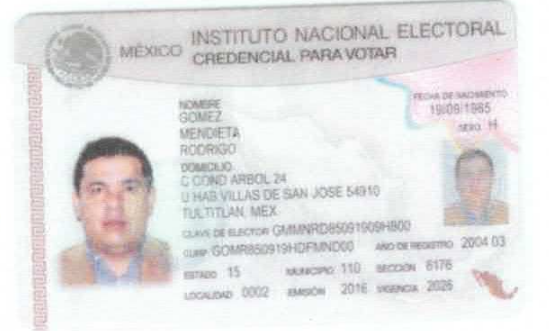 MÉXICO INSTITUTO NACIONAL ELECTORAL
CREDENCIAL PARA VOTAR
NOMBRE
GOMEZ
MENDIETA
RODRIGO
FECHA DE NACIMIENTO
19/09/1985
SEXO H
DOMICILIO
C COND ARBOL 24
U HAB VILLAS DE SAN JOSE 54910
TULTITLAN, MEX.
CLAVE DE ELECTOR GMMNRD85091909H800
CURP GOMR850919HDFMND00 AÑO DE REGISTRO 2004 03
ESTADO 15 MUNICIPIO 110 SECCIÓN 6176
LOCALIDAD 0002 EMISIÓN 2016 VIGENCIA 2026